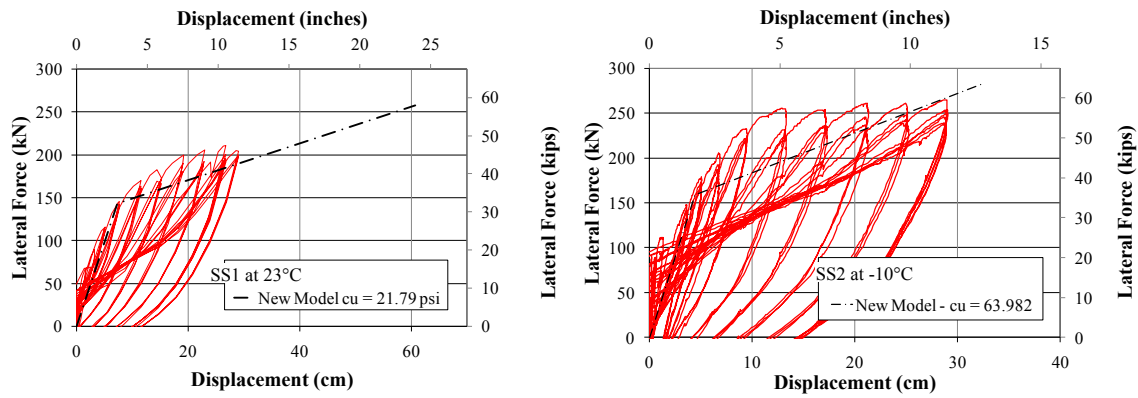 Displacement (inches)
0 5 10 15 20 25
300
250
200
150
100
50
0
Lateral Force (kN)
60
50
40
30
20
10
0
Lateral Force (kips)
SS1 at 23°C
New Model cu = 21.79 psi
0 20 40 60
Displacement (cm)
Displacement (inches)
0 5 10 15
300
250
200
150
100
50
0
Lateral Force (kN)
60
50
40
30
20
10
0
Lateral Force (kips)
SS2 at -10°C
New Model - cu = 63.982
0 10 20 30 40
Displacement (cm)